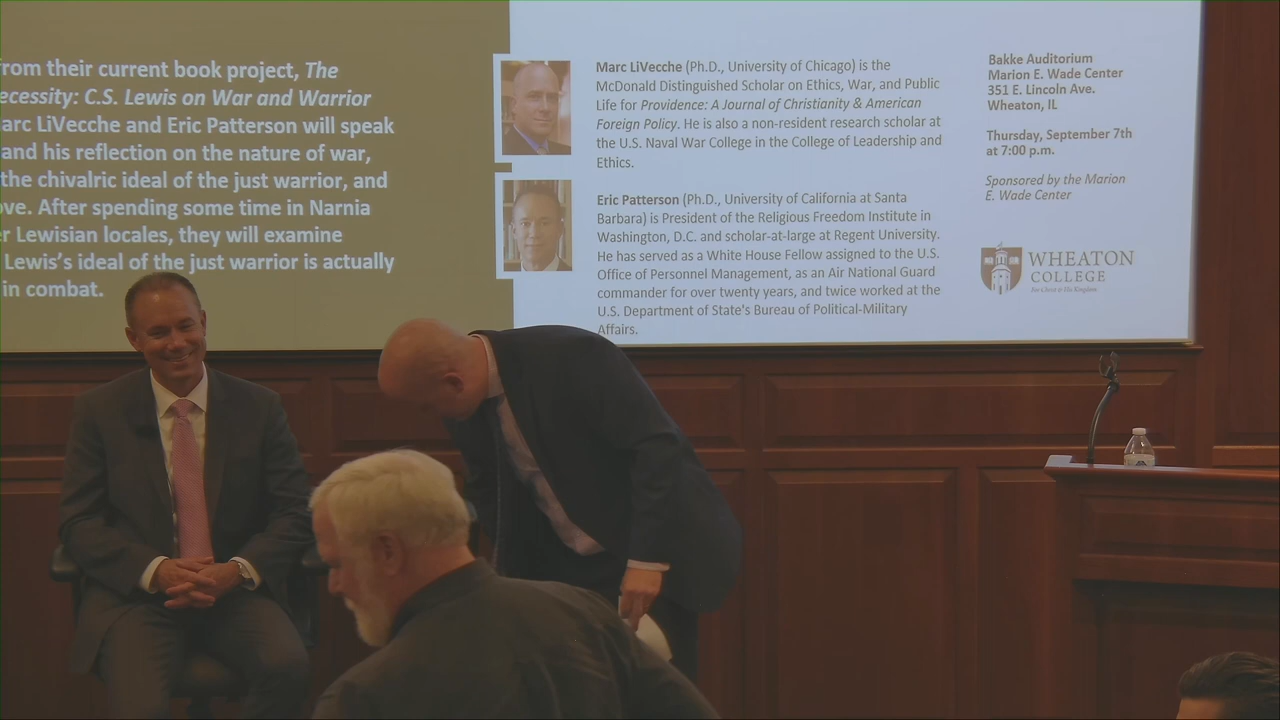 from their current book project, The
ecessity: C.S. Lewis on War and Warrior
arc LiVecche and Eric Patterson will speak
and his reflection on the nature of war,
the chivalric ideal of the just warrior, and
ove. After spending some time in Narnia
r Lewisian locales, they will examine
Lewis's ideal of the just warrior is actually
in combat.
Marc LiVecche (Ph.D., University of Chicago) is the
McDonald Distinguished Scholar on Ethics, War, and Public
Life for Providence: A Journal of Christianity & American
Foreign Policy. He is also a non-resident research scholar at
the U.S. Naval War College in the College of Leadership and
Ethics.
Eric Patterson (Ph.D., University of California at Santa
Barbara) is President of the Religious Freedom Institute in
Washington, D.C. and scholar-at-large at Regent University.
He has served as a White House Fellow assigned to the U.S.
Office of Personnel Management, as an Air National Guard
commander for over twenty years, and twice worked at the
U.S. Department of State's Bureau of Political-Military
Affairs.
Bakke Auditorium
Marion E. Wade Center
351 E. Lincoln Ave.
Wheaton, IL
Thursday, September 7th
at 7:00 p.m.
Sponsored by the Marion
E. Wade Center
WHEATON
COLLEGE
For Christ & His Kingdom